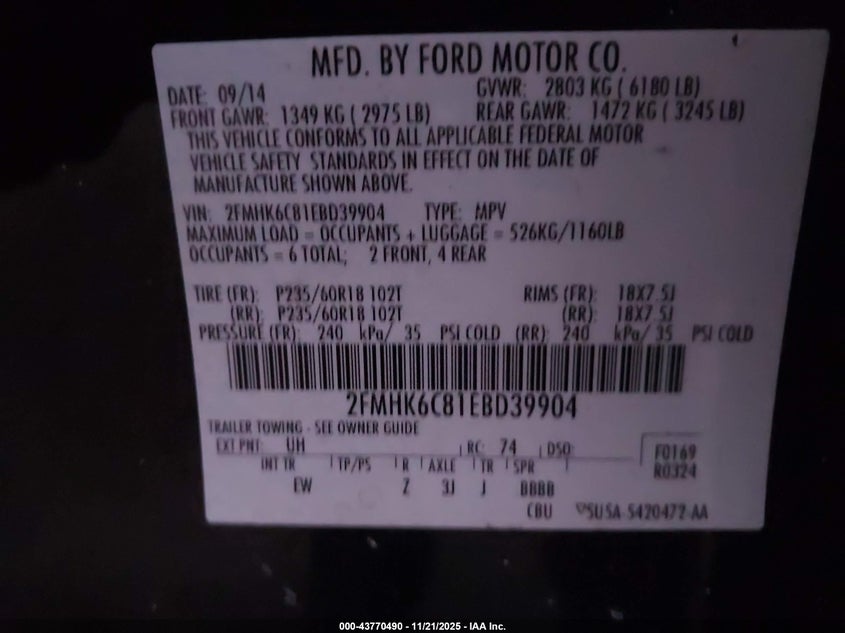 MFD. BY FORD MOTOR CO.
DATE: 09/14 GVWR: 2803 KG ( 6180 LB)
FRONT GAWR: 1349 KG ( 2975 LB) REAR GAWR: 1472 KG ( 3245 LB)
THIS VEHICLE CONFORMS TO ALL APPLICABLE FEDERAL MOTOR
VEHICLE SAFETY STANDARDS IN EFFECT ON THE DATE OF
MANUFACTURE SHOWN ABOVE.
VIN: 2FMHK6C81EBD39904 TYPE: MPV
MAXIMUM LOAD = OCCUPANTS + LUGGAGE = 526KG/1160LB
OCCUPANTS = 6 TOTAL; 2 FRONT, 4 REAR
TIRE (FR): P235/60R18 102T RIMS (FR): 18X7.5J
(RR): P235/60R18 102T (RR): 18X7.5J
PRESSURE (FR): 240 kPa/ 35 PSI COLD (RR): 240 kPa/ 35 PSI COLD
2FMHK6C81EBD39904
TRAILER TOWING - SEE OWNER GUIDE
EXT PNT: UH RC: 74 DSO: F0169
INT TR TP/PS R AXLE TR SPR R0324
EW Z 3J J BBBB
CBU 5USA-5420472-AA
000-43770490 - 11/21/2025 - IAA Inc.